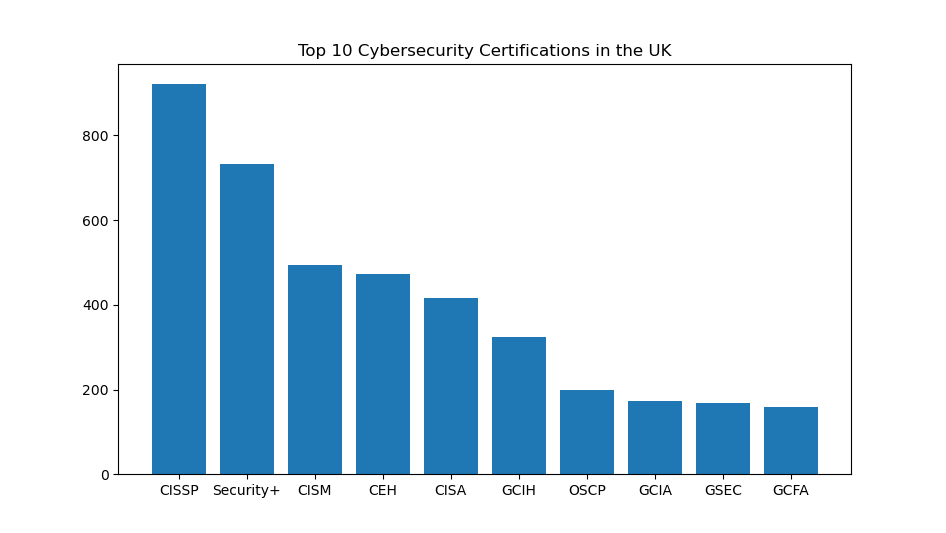 Top 10 Cybersecurity Certifications in the UK
800
600
400
200
0
CISSP Security+ CISM CEH CISA GCIH OSCP GCIA GSEC GCFA